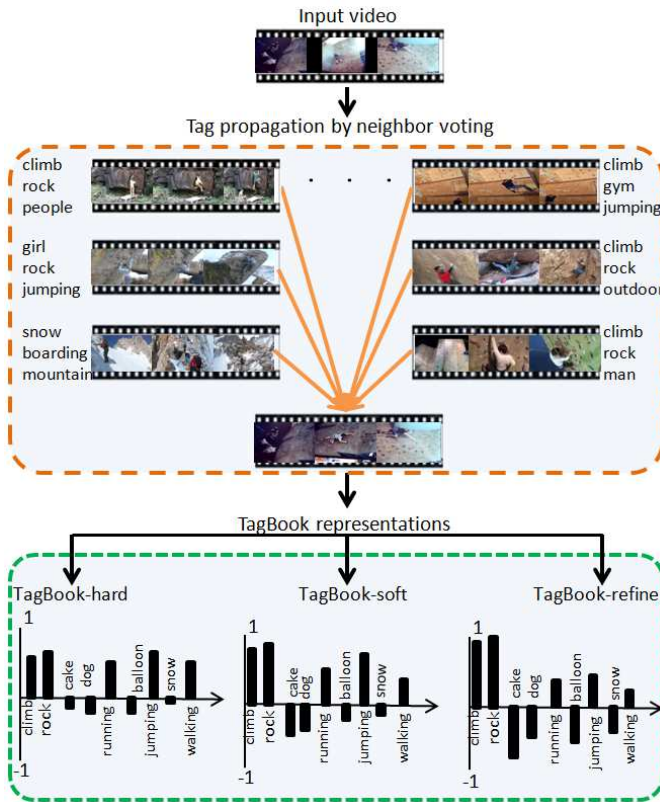 Input video
Tag propagation by neighbor voting
climb
rock
people
girl
rock
jumping
snow
boarding
mountain
. . .
climb
gym
jumping
climb
rock
outdoor
climb
rock
man
TagBook representations
TagBook-hard
1
-1
climb
rock
cake
dog
running
balloon
jumping
snow
walking
TagBook-soft
1
-1
climb
rock
cake
dog
running
balloon
jumping
snow
walking
TagBook-refine
1
-1
climb
rock
cake
dog
running
balloon
jumping
snow
walking